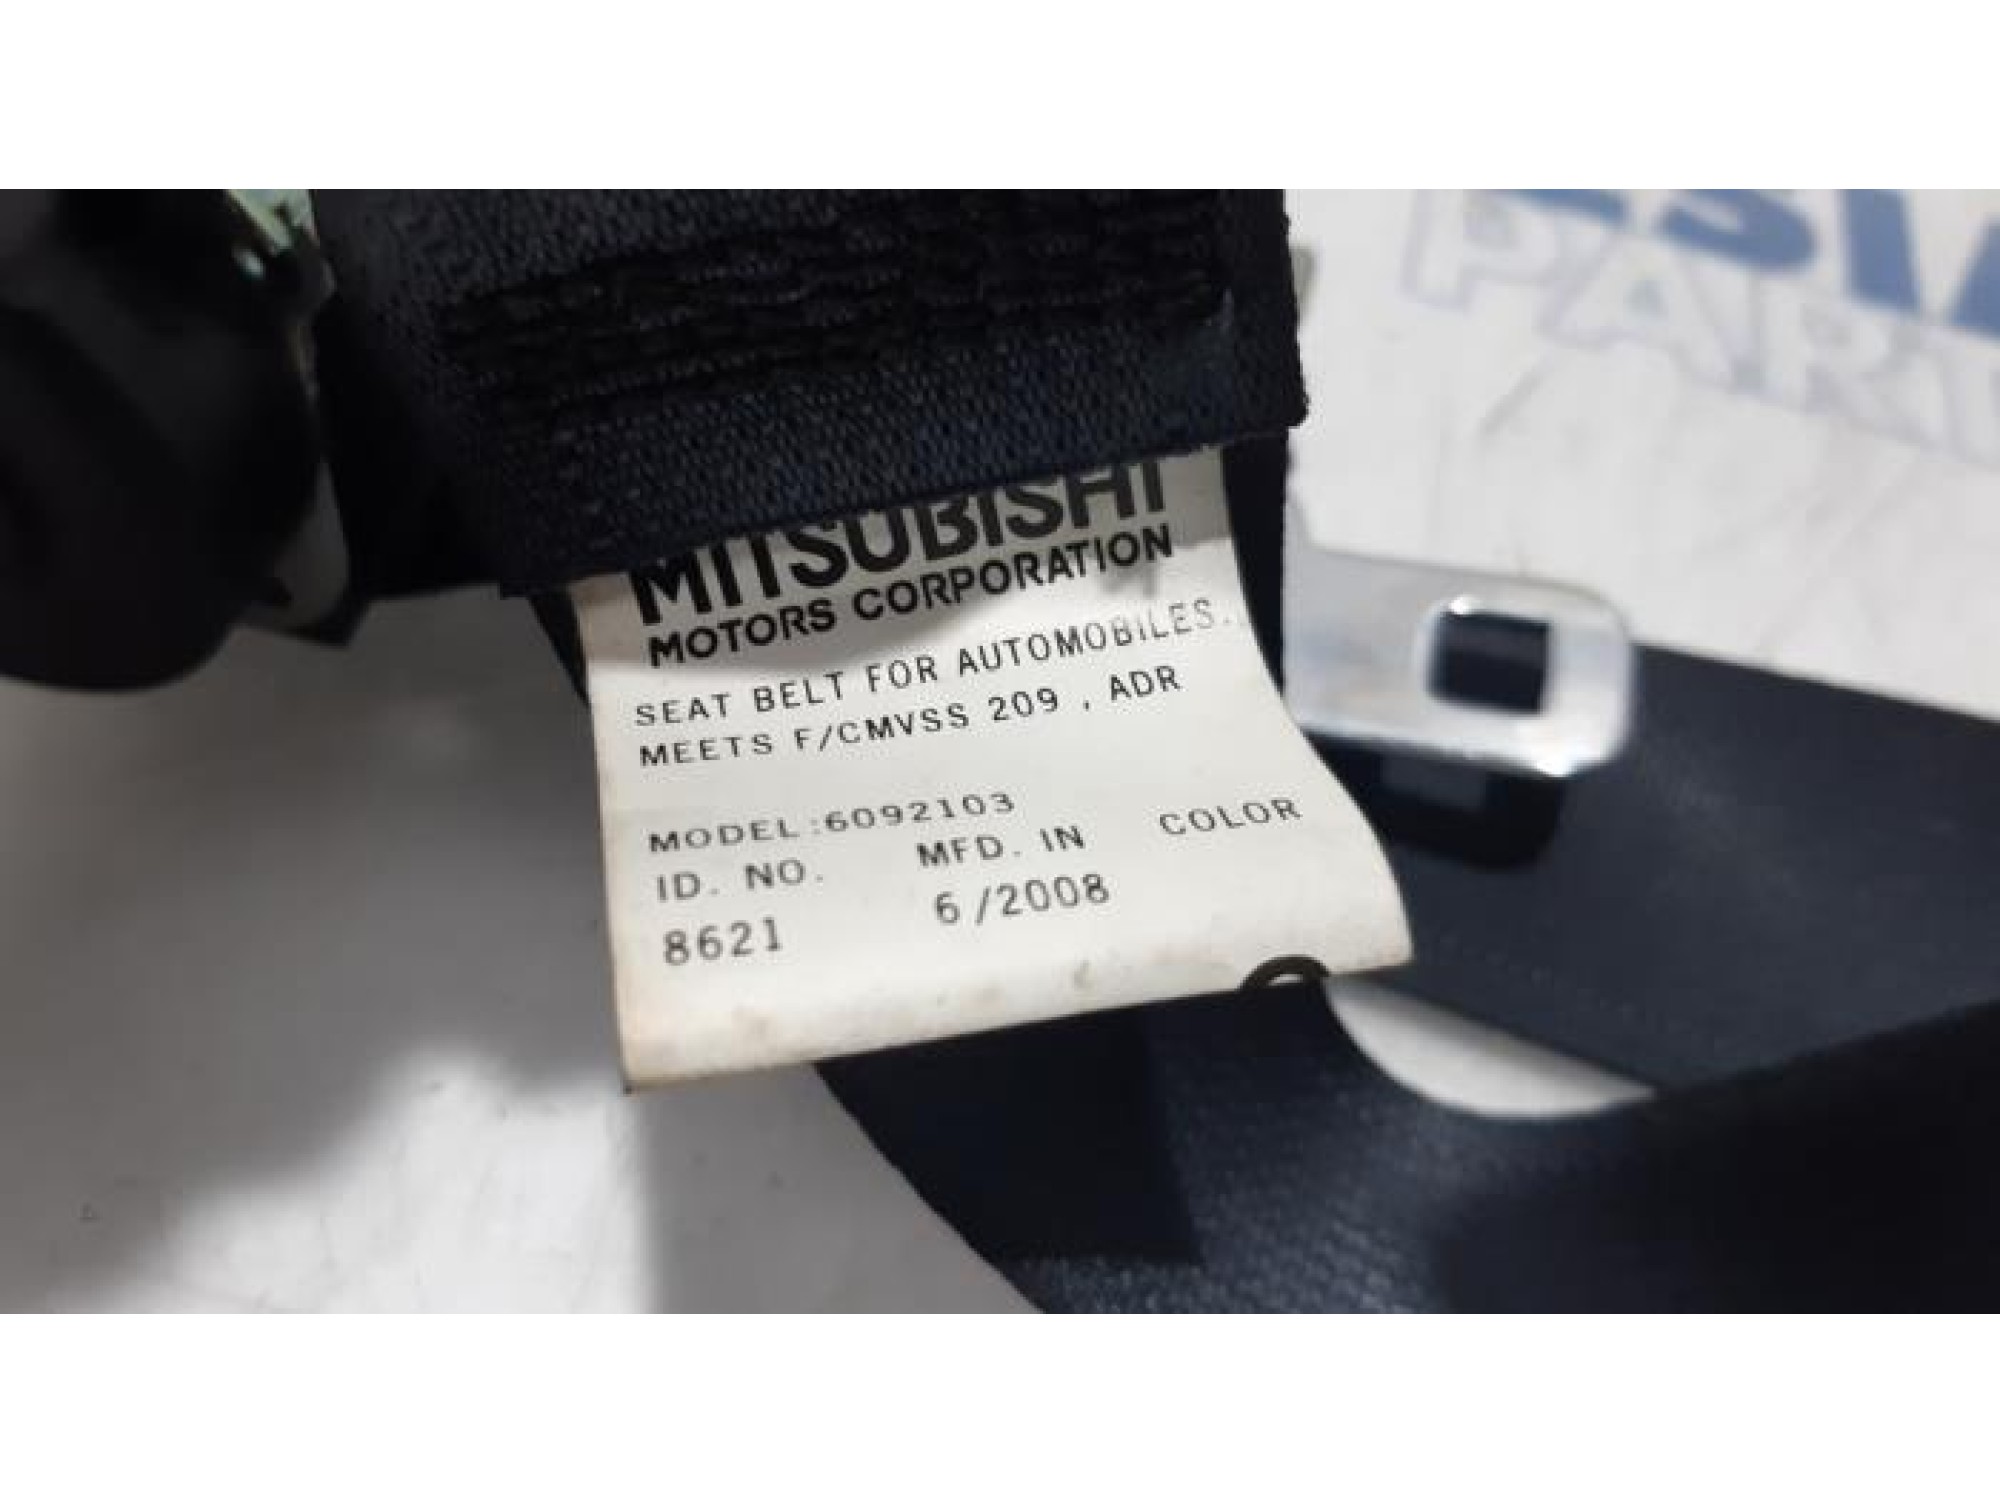 PART
MITSUBISHI
MOTORS CORPORATION
SEAT BELT FOR AUTOMOBILES.
MEETS F/CMVSS 209 , ADR
MODEL:6092103
ID. NO. MFD. IN COLOR
8621 6/2008